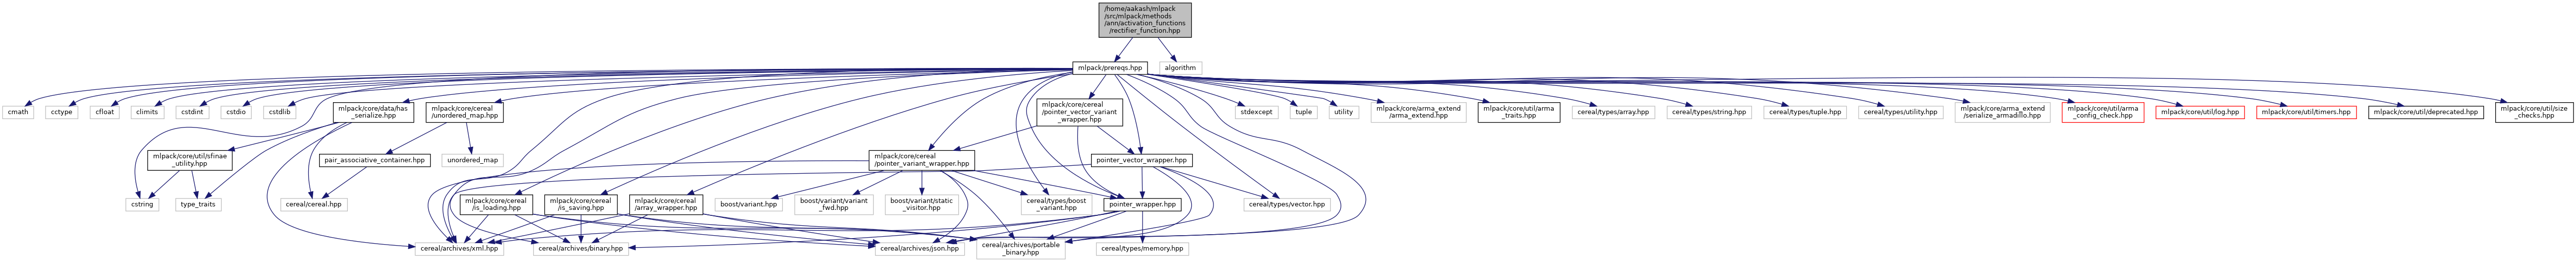 /home/aakash/mlpack
/src/mlpack/methods
/ann/activation_functions
/rectifier_function.hpp
mlpack/prereqs.hpp
algorithm
cmath
cctype
cfloat
climits
cstdint
cstdio
cstdlib
mlpack/core/data/has
_serialize.hpp
mlpack/core/cereal
/unordered_map.hpp
mlpack/core/cereal
/pointer_vector_variant
_wrapper.hpp
stdexcept
tuple
utility
mlpack/core/arma_extend
/arma_extend.hpp
mlpack/core/util/arma
_traits.hpp
cereal/types/array.hpp
cereal/types/string.hpp
cereal/types/tuple.hpp
cereal/types/utility.hpp
mlpack/core/arma_extend
/serialize_armadillo.hpp
mlpack/core/util/arma
_config_check.hpp
mlpack/core/util/log.hpp
mlpack/core/util/timers.hpp
mlpack/core/util/deprecated.hpp
mlpack/core/util/size
_checks.hpp
mlpack/core/util/sfinae
_utility.hpp
pair_associative_container.hpp
unordered_map
mlpack/core/cereal
/pointer_variant_wrapper.hpp
pointer_vector_wrapper.hpp
cstring
type_traits
cereal/cereal.hpp
mlpack/core/cereal
/is_loading.hpp
mlpack/core/cereal
/is_saving.hpp
mlpack/core/cereal
/array_wrapper.hpp
boost/variant.hpp
boost/variant/variant
_fwd.hpp
boost/variant/static
_visitor.hpp
cereal/types/boost
_variant.hpp
pointer_wrapper.hpp
cereal/types/vector.hpp
cereal/archives/xml.hpp
cereal/archives/binary.hpp
cereal/archives/json.hpp
cereal/archives/portable
_binary.hpp
cereal/types/memory.hpp